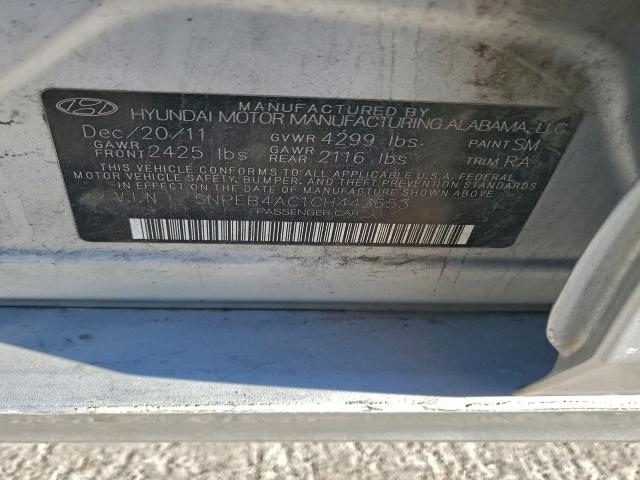 MANUFACTURED BY
HYUNDAI MOTOR MANUFACTURING ALABAMA, LLC
Dec/20/11 GVWR 4299 lbs. PAINT SM
GAWR FRONT 2425 lbs GAWR REAR 2116 lbs TRIM RA
THIS VEHICLE CONFORMS TO ALL APPLICABLE U.S.A. FEDERAL
MOTOR VEHICLE SAFETY, BUMPER, AND THEFT PREVENTION
STANDARDS IN EFFECT ON THE DATE OF MANUFACTURE SHOWN ABOVE
V.I.N : 5NPEB4AC1CH443653
PASSENGER CAR